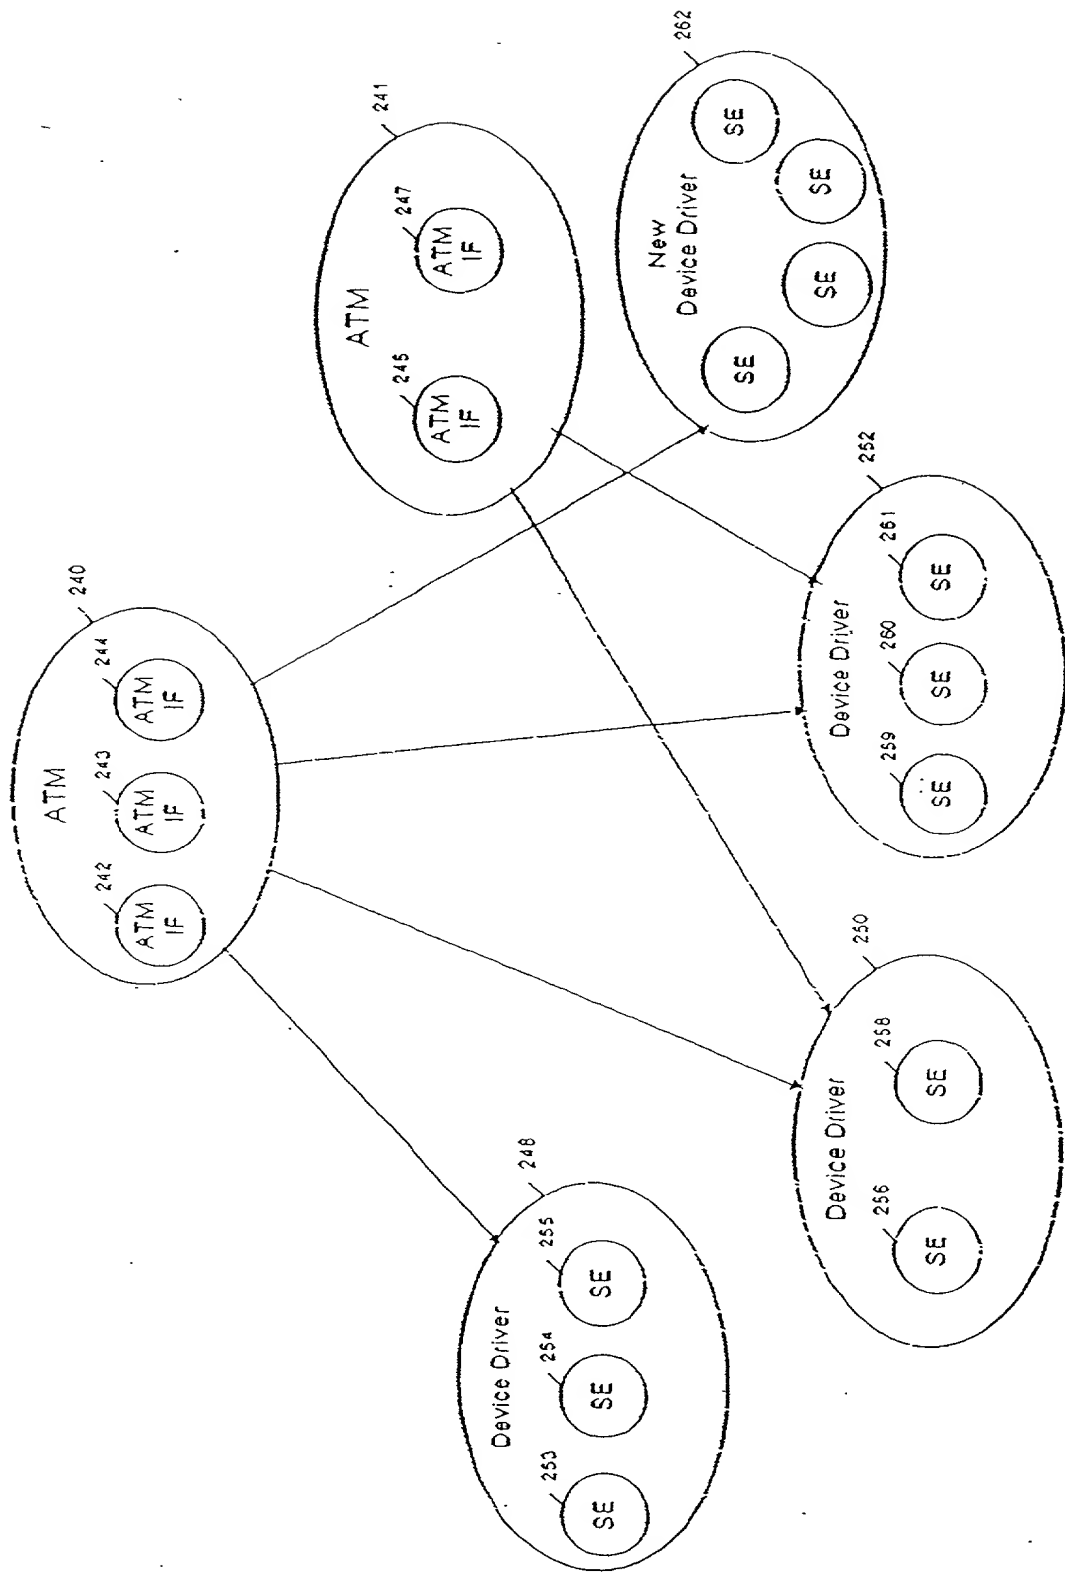 240
ATM
242
ATM
IF
243
ATM
IF
244
ATM
IF
241
ATM
245
ATM
IF
247
ATM
IF
248
Device Driver
253
SE
254
SE
255
SE
250
Device Driver
256
SE
258
SE
252
Device Driver
259
SE
260
SE
261
SE
262
New
Device Driver
SE
SE
SE
SE